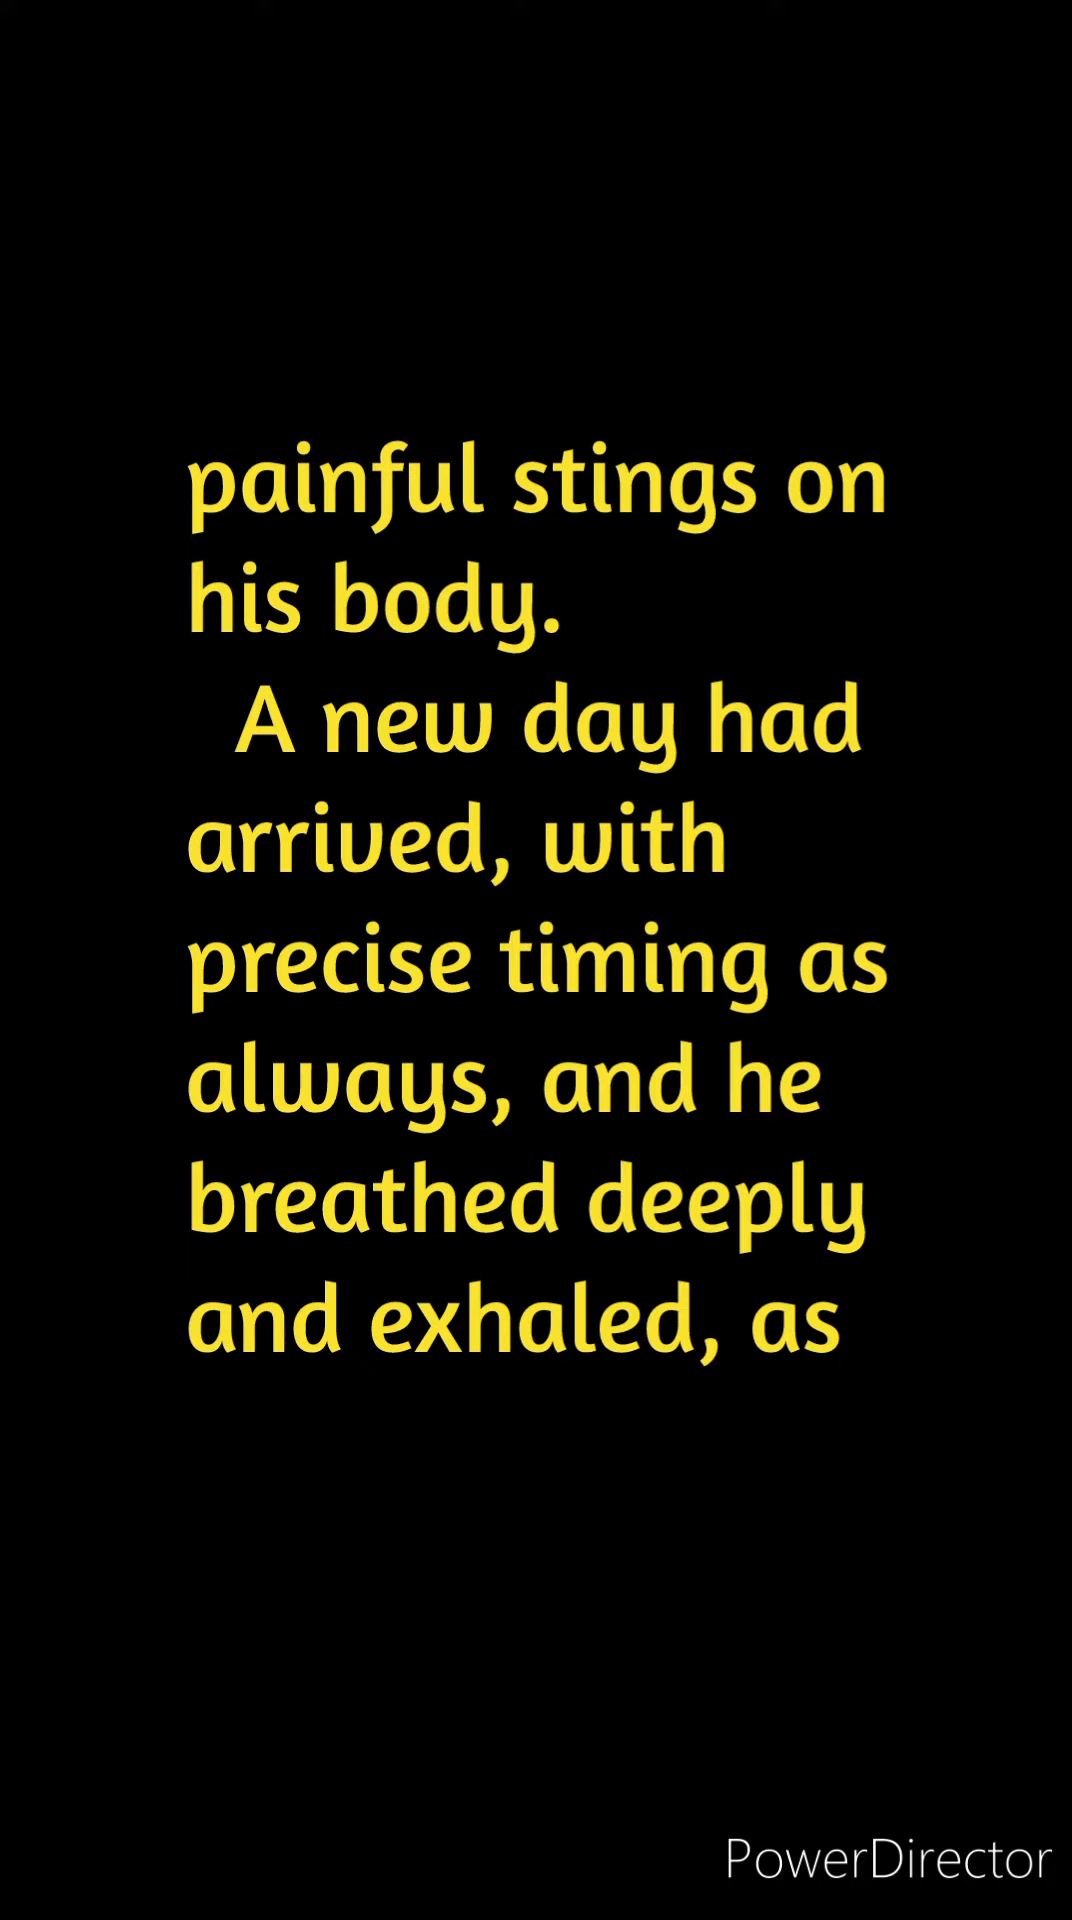 painful stings on
his body.
A new day had
arrived, with
precise timing as
always, and he
breathed deeply
and exhaled, as
PowerDirector